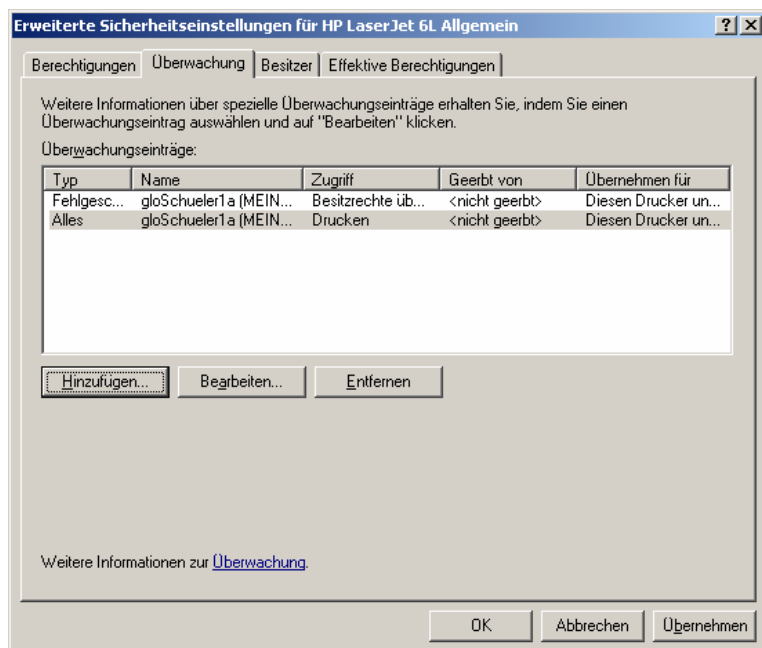 Erweiterte Sicherheitseinstellungen für HP LaserJet 6L Allgemein
Berechtigungen Überwachung Besitzer Effektive Berechtigungen
Weitere Informationen über spezielle Überwachungseinträge erhalten Sie, indem Sie einen
Überwachungseintrag auswählen und auf "Bearbeiten" klicken.
Überwachungseinträge:
Typ Name Zugriff Geerbt von Übernehmen für
Fehlgesc... gloSchueler1a (MEIN... Besitzrechte üb... <nicht geerbt> Diesen Drucker un...
Alles gloSchueler1a (MEIN... Drucken <nicht geerbt> Diesen Drucker un...
Hinzufügen... Bearbeiten... Entfernen
Weitere Informationen zur Überwachung.
OK Abbrechen Übernehmen